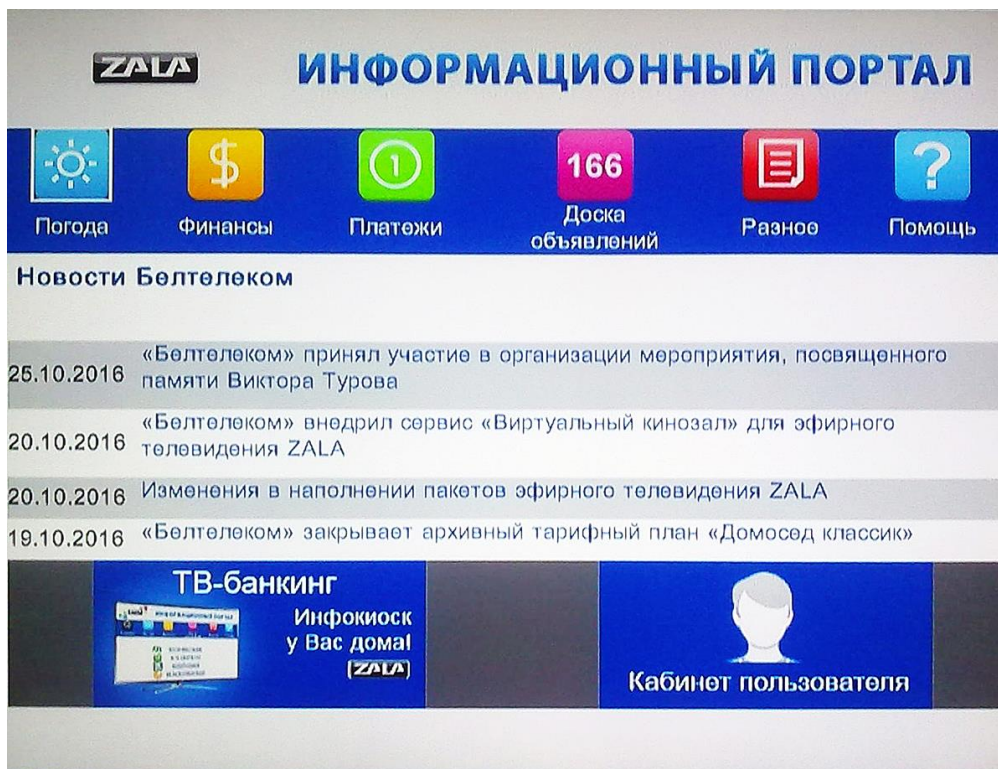 ZALA ИНФОРМАЦИОННЫЙ ПОРТАЛ
1
166
Погода
Финансы
Платежи
Доска
объявлений
Разное
Помощь
Новости Белтелеком
25.10.2016
«Белтелеком» принял участие в организации мероприятия, посвященного
памяти Виктора Турова
20.10.2016
«Белтелеком» внедрил сервис «Виртуальный кинозал» для эфирного
телевидения ZALA
20.10.2016 Изменения в наполнении пакетов эфирного телевидения ZALA
19.10.2016 «Белтелеком» закрывает архивный тарифный план «Домосед классик»
ТВ-банкинг
Инфокиоск
у Вас дома!
ZALA
Кабинет пользователя